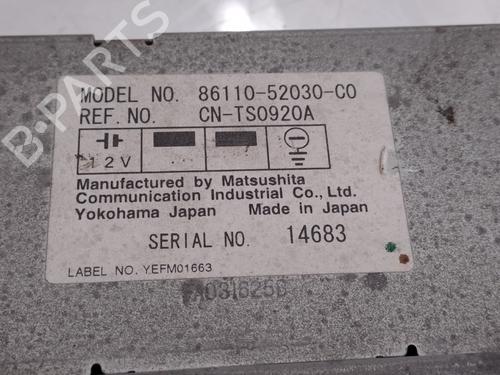 B-PARTS
MODEL NO. 86110-52030-C0
REF. NO. CN-TS0920A
12V
Manufactured by Matsushita
Communication Industrial Co., Ltd.
Yokohama Japan Made in Japan
SERIAL NO. 14683
LABEL NO. YEFM01663